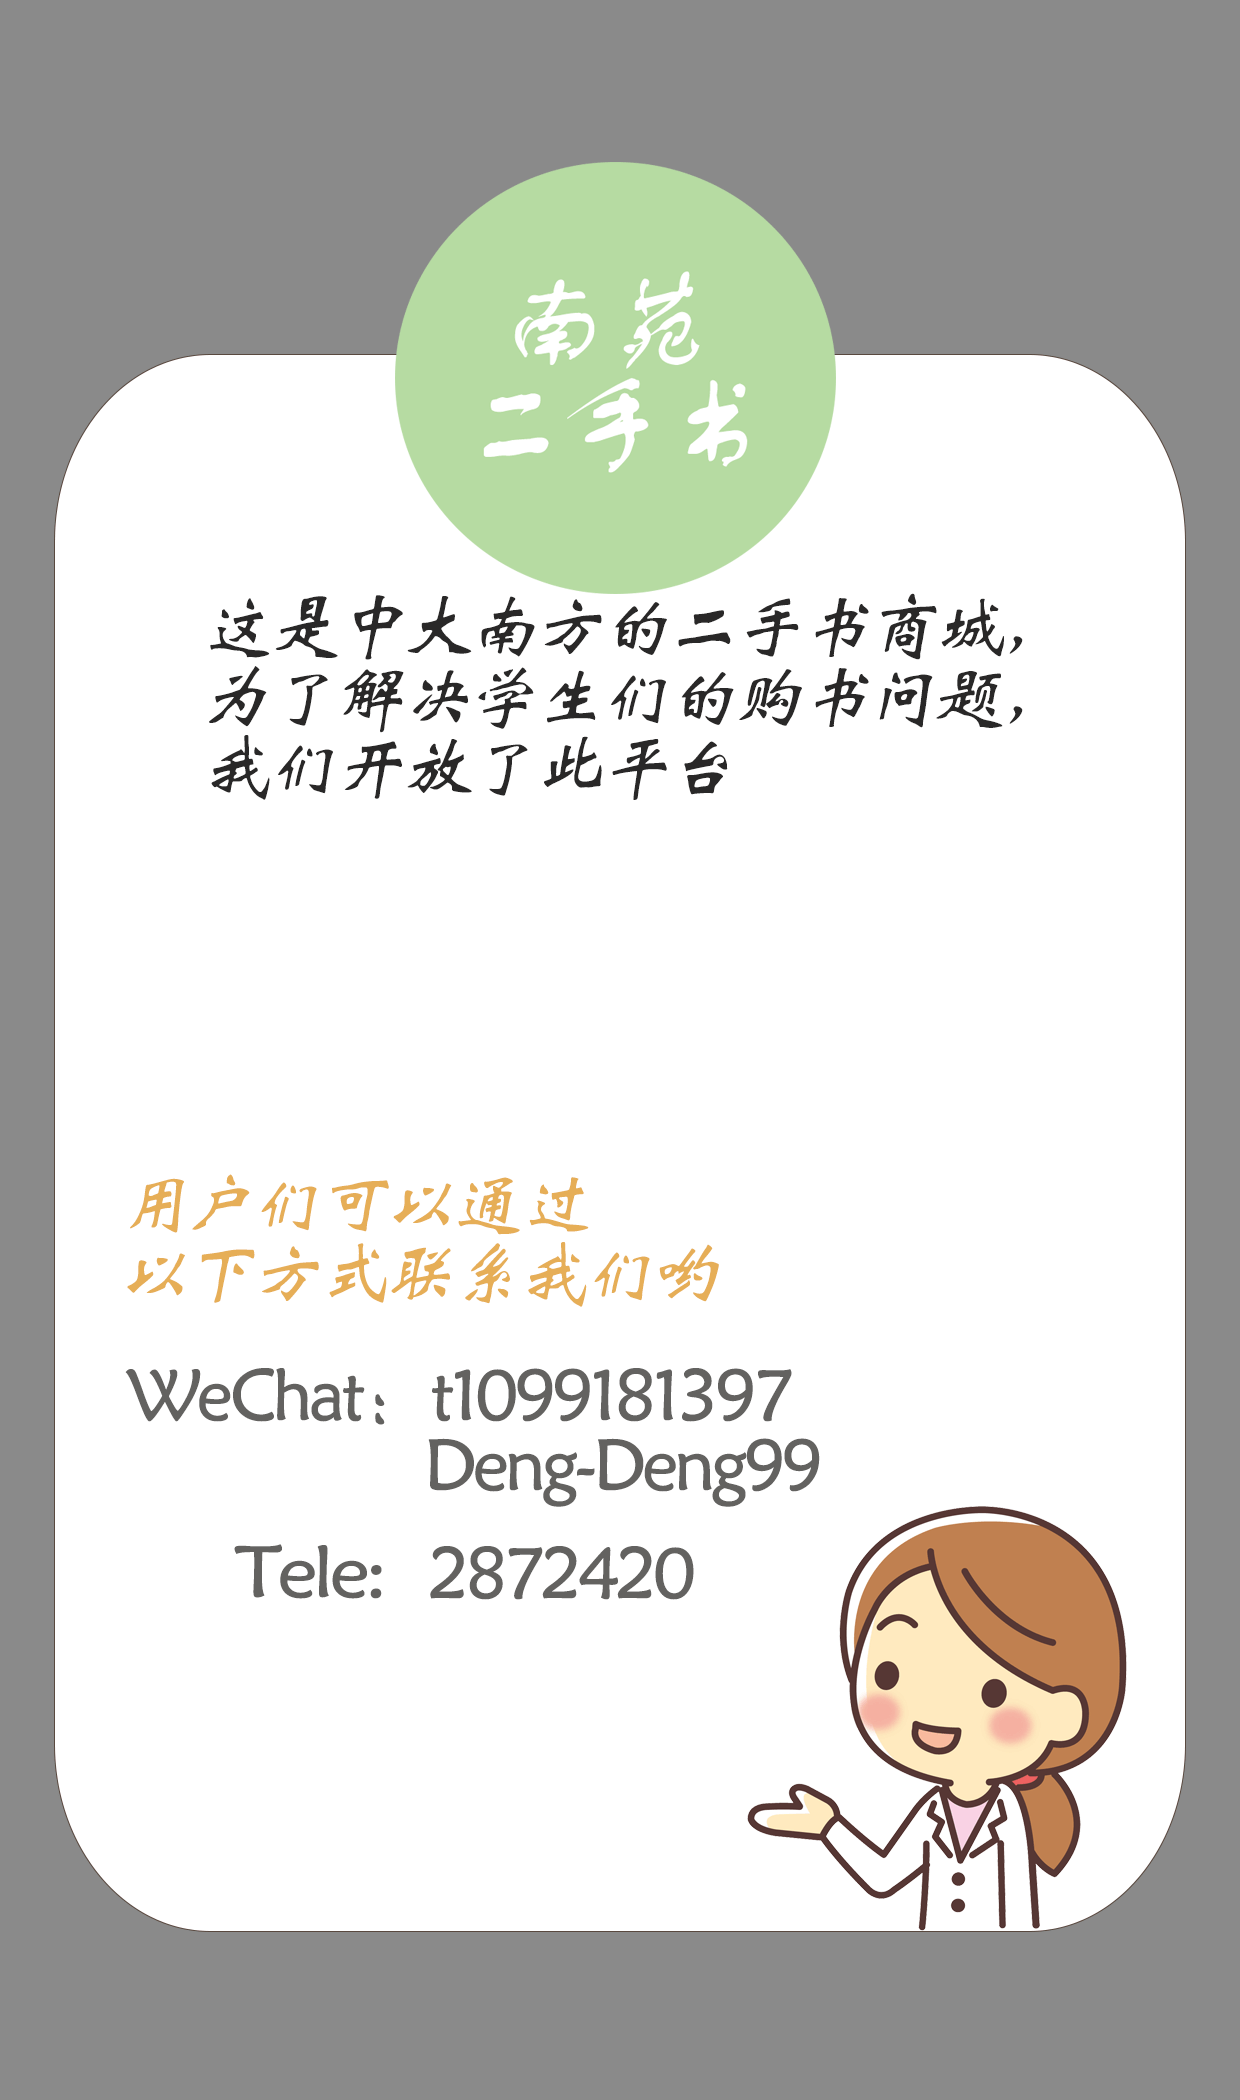 南苑
二手书
这是中大南方的二手书商城，
为了解决学生们的购书问题，
我们开放了此平台
用户们可以通过
以下方式联系我们哟
WeChat： t1099181397
Deng-Deng99
Tele: 2872420